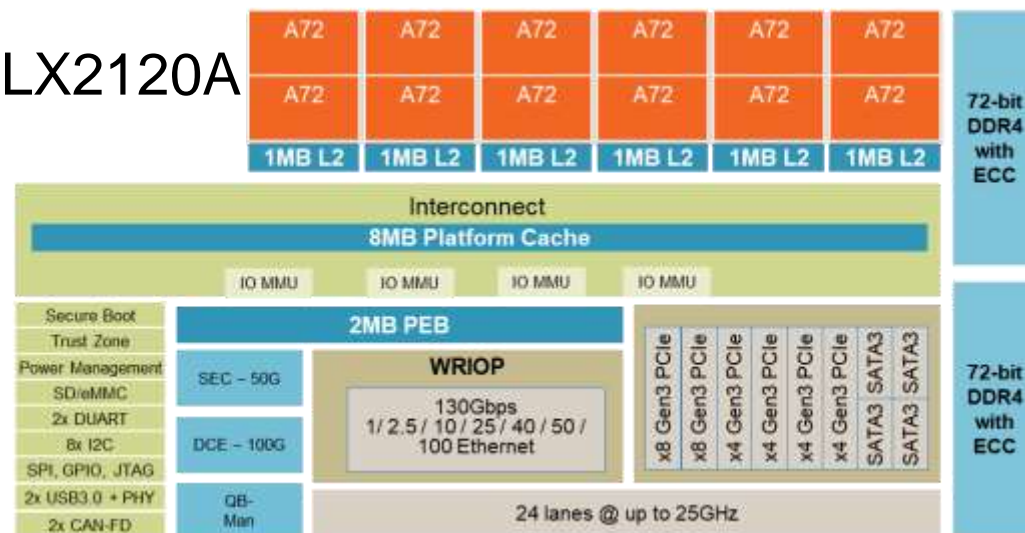 LX2120A
A72 A72 A72 A72 A72 A72
A72 A72 A72 A72 A72 A72
1MB L2 1MB L2 1MB L2 1MB L2 1MB L2 1MB L2
72-bit
DDR4
with
ECC
Interconnect
8MB Platform Cache
IO MMU IO MMU IO MMU IO MMU
Secure Boot
Trust Zone
Power Management
SD/eMMC
2x DUART
8x I2C
SPI, GPIO, JTAG
2x USB3.0 + PHY
2x CAN-FD
2MB PEB
SEC – 50G
DCE – 100G
QB-
Man
WRIOP
130Gbps
1/ 2.5 / 10 / 25 / 40 / 50 /
100 Ethernet
x8 Gen3 PCIe
x8 Gen3 PCIe
x4 Gen3 PCIe
x4 Gen3 PCIe
x4 Gen3 PCIe
x4 Gen3 PCIe
SATA3 SATA3
SATA3 SATA3
24 lanes @ up to 25GHz
72-bit
DDR4
with
ECC